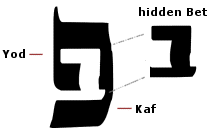 hidden Bet
פ
ב
Yod
Kaf